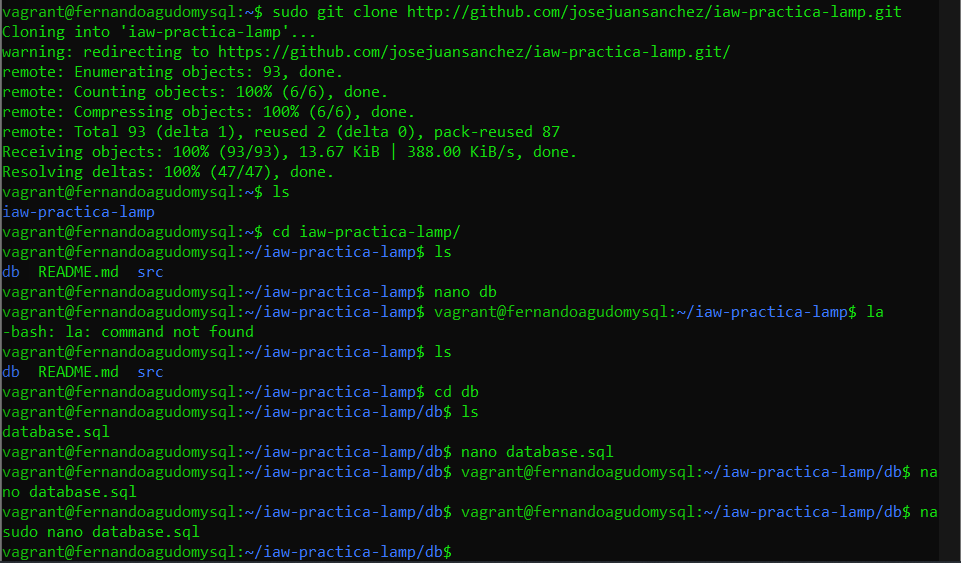 vagrant@fernandoagudomysql:~$ sudo git clone http://github.com/josejuansanchez/iaw-practica-lamp.git
Cloning into 'iaw-practica-lamp'...
warning: redirecting to https://github.com/josejuansanchez/iaw-practica-lamp.git/
remote: Enumerating objects: 93, done.
remote: Counting objects: 100% (6/6), done.
remote: Compressing objects: 100% (6/6), done.
remote: Total 93 (delta 1), reused 2 (delta 0), pack-reused 87
Receiving objects: 100% (93/93), 13.67 KiB | 388.00 KiB/s, done.
Resolving deltas: 100% (47/47), done.
vagrant@fernandoagudomysql:~$ ls
iaw-practica-lamp
vagrant@fernandoagudomysql:~$ cd iaw-practica-lamp/
vagrant@fernandoagudomysql:~/iaw-practica-lamp$ ls
db  README.md  src
vagrant@fernandoagudomysql:~/iaw-practica-lamp$ nano db
vagrant@fernandoagudomysql:~/iaw-practica-lamp$ vagrant@fernandoagudomysql:~/iaw-practica-lamp$ la
-bash: la: command not found
vagrant@fernandoagudomysql:~/iaw-practica-lamp$ ls
db  README.md  src
vagrant@fernandoagudomysql:~/iaw-practica-lamp$ cd db
vagrant@fernandoagudomysql:~/iaw-practica-lamp/db$ ls
database.sql
vagrant@fernandoagudomysql:~/iaw-practica-lamp/db$ nano database.sql
vagrant@fernandoagudomysql:~/iaw-practica-lamp/db$ vagrant@fernandoagudomysql:~/iaw-practica-lamp/db$ na
no database.sql
vagrant@fernandoagudomysql:~/iaw-practica-lamp/db$ vagrant@fernandoagudomysql:~/iaw-practica-lamp/db$ na
sudo nano database.sql
vagrant@fernandoagudomysql:~/iaw-practica-lamp/db$